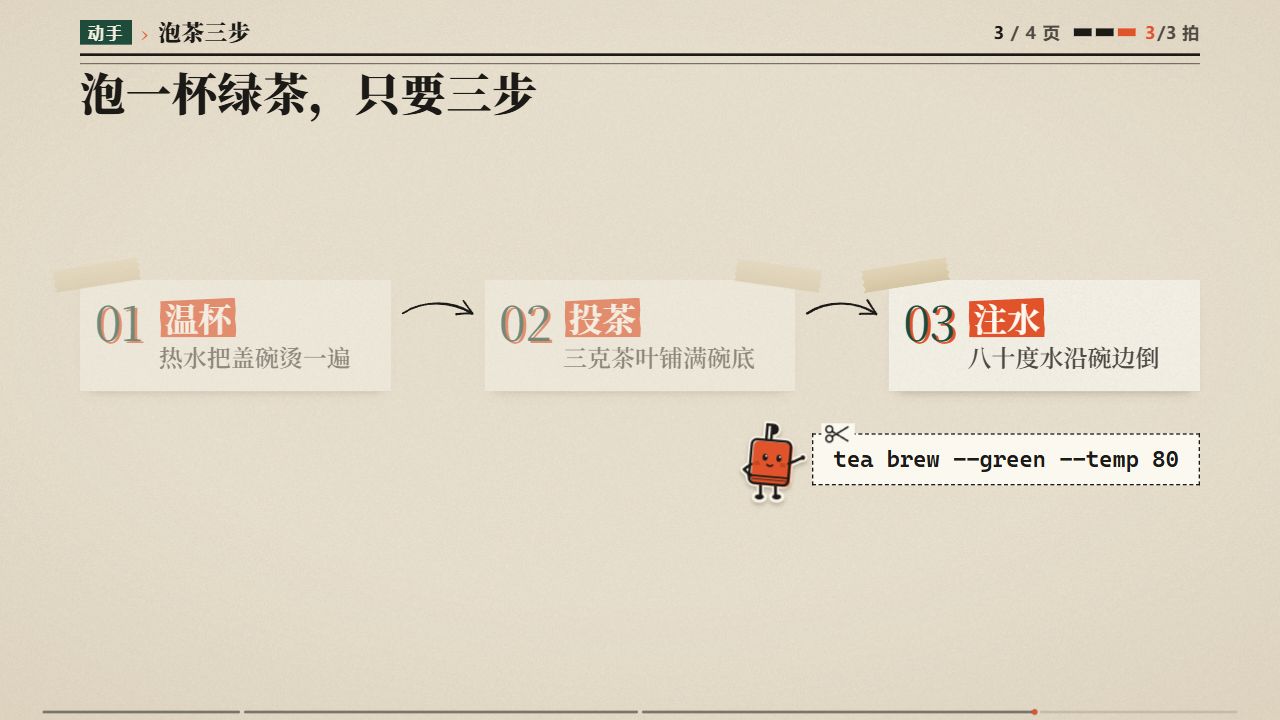 动手 › 泡茶三步
3 / 4 页 3/3 拍
泡一杯绿茶，只要三步
01 温杯
热水把盖碗烫一遍
02 投茶
三克茶叶铺满碗底
03 注水
八十度水沿碗边倒
tea brew --green --temp 80